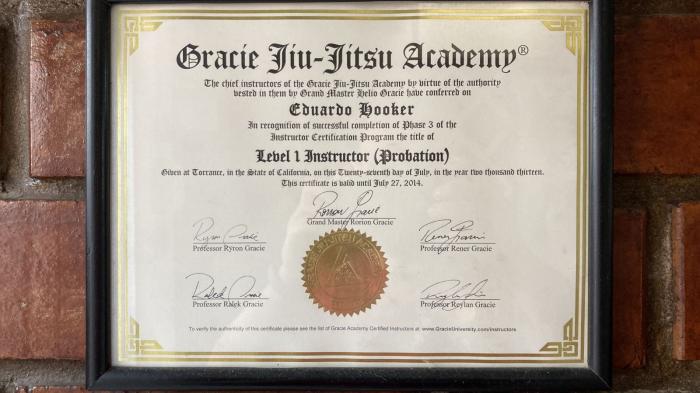 Gracie Jiu-Jitsu Academy®
The chief instructors of the Gracie Jiu-Jitsu Academy by virtue of the authority
vested in them by Grand Master Helio Gracie have conferred on
Eduardo Hooker
In recognition of successful completion of Phase 3 of the
Instructor Certification Program the title of
Level 1 Instructor (Probation)
Given at Torrance, in the State of California, on this Twenty-seventh day of July, in the year two thousand thirteen.
This certificate is valid until July 27, 2014.
Grand Master Rorion Gracie
Professor Ryron Gracie
Professor Rener Gracie
Professor Ralek Gracie
Professor Reylan Gracie
To verify the authenticity of this certificate please see the list of Gracie Academy Certified Instructors at: www.GracieUniversity.com/instructors